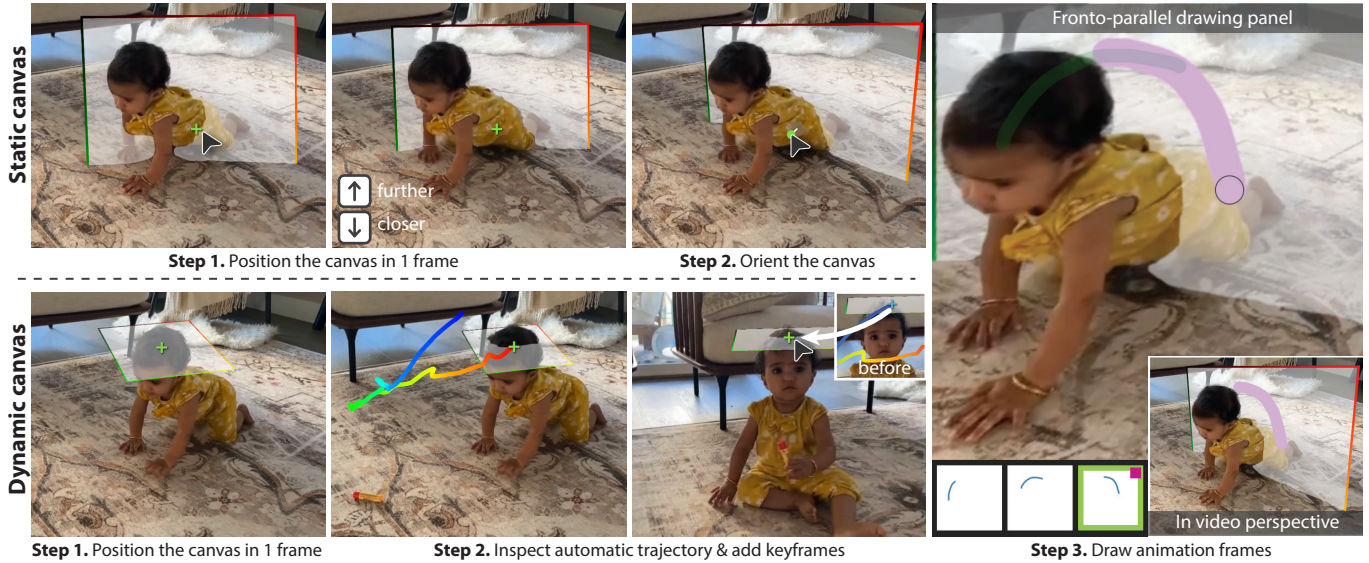 Static canvas
↑ further
↓ closer
Step 1. Position the canvas in 1 frame
Step 2. Orient the canvas
Dynamic canvas
before
Step 1. Position the canvas in 1 frame
Step 2. Inspect automatic trajectory & add keyframes
Fronto-parallel drawing panel
In video perspective
Step 3. Draw animation frames